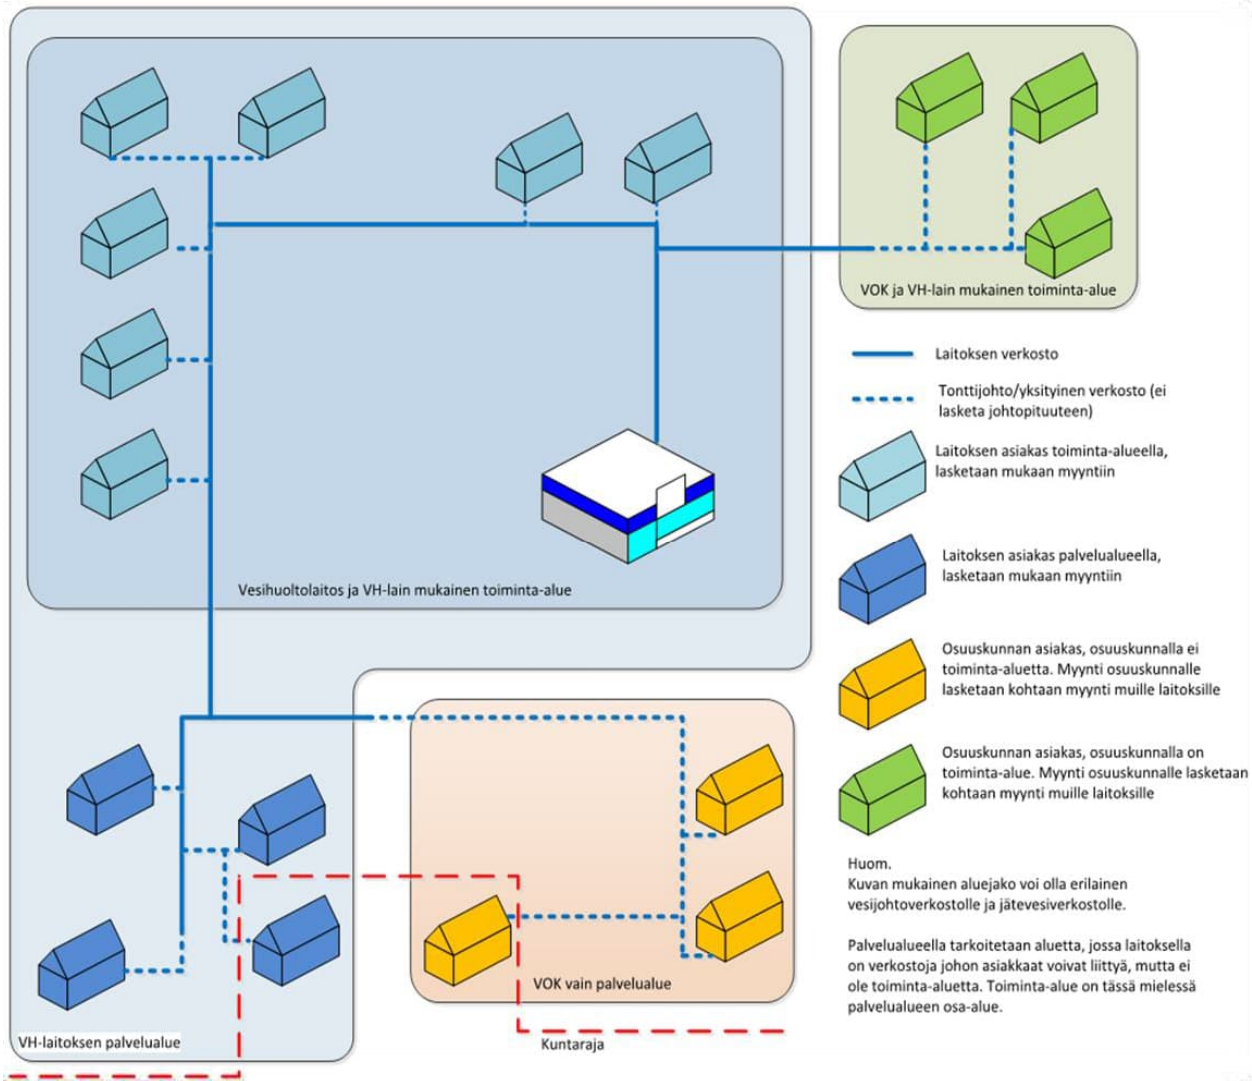 VOK ja VH-lain mukainen toiminta-alue
Laitoksen verkosto
Tonttijohto/yksityinen verkosto (ei
lasketa johtopituuteen)
Laitoksen asiakas toiminta-alueella,
lasketaan mukaan myyntiin
Laitoksen asiakas palvelualueella,
lasketaan mukaan myyntiin
Vesihuoltolaitos ja VH-lain mukainen toiminta-alue
Osuuskunnan asiakas, osuuskunnalla ei
toiminta-aluetta. Myynti osuuskunnalle
lasketaan kohtaan myynti muille laitoksille
Osuuskunnan asiakas, osuuskunnalla on
toiminta-alue. Myynti osuuskunnalle lasketaan
kohtaan myynti muille laitoksille
Huom.
Kuvan mukainen aluejako voi olla erilainen
vesijohtoverkostolle ja jätevesiverkostolle.
Palvelualueella tarkoitetaan aluetta, jossa laitoksella
on verkostoja johon asiakkaat voivat liittyä, mutta ei
ole toiminta-aluetta. Toiminta-alue on tässä mielessä
palvelualueen osa-alue.
VOK vain palvelualue
VH-laitoksen palvelualue
Kuntaraja